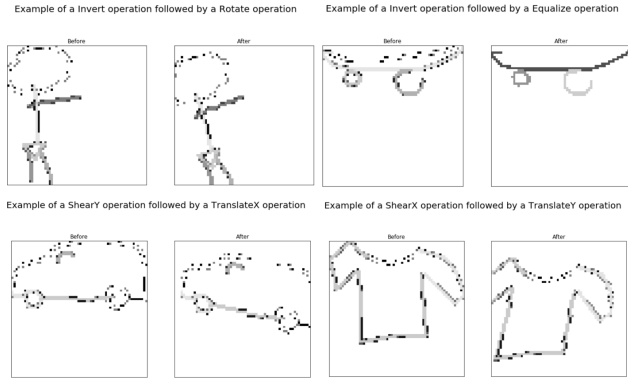 Example of a Invert operation followed by a Rotate operation
Before
After
Example of a Invert operation followed by a Equalize operation
Before
After
Example of a ShearY operation followed by a TranslateX operation
Before
After
Example of a ShearX operation followed by a TranslateY operation
Before
After